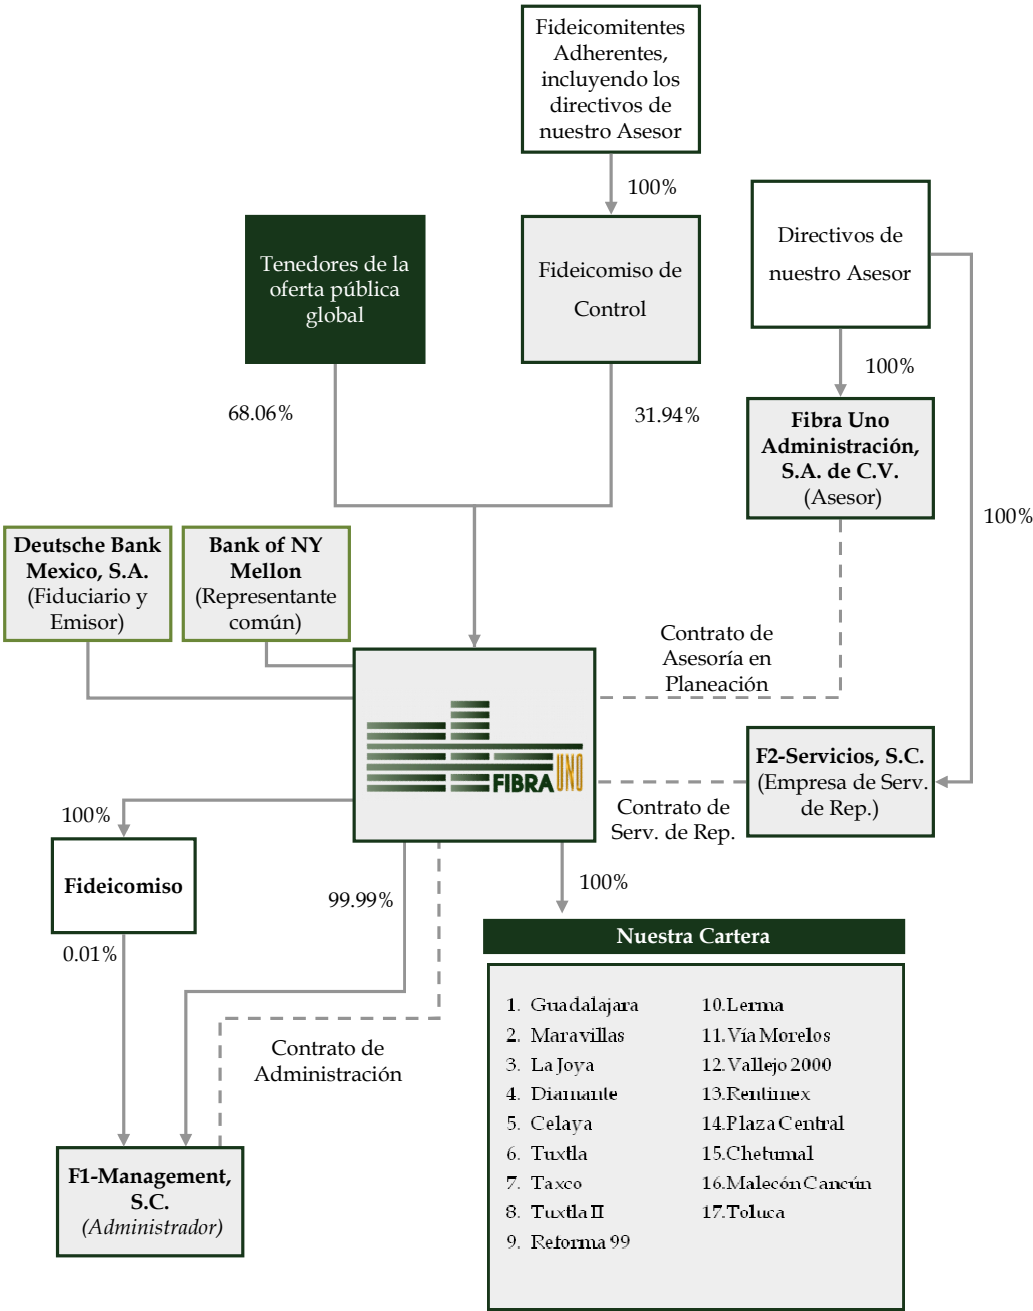 Fideicomitentes
Adherentes,
incluyendo los
directivos de
nuestro Asesor
100%
Tenedores de la
oferta pública
global
Fideicomiso de
Control
Directivos de
nuestro Asesor
100%
68.06%
31.94%
Fibra Uno
Administración,
S.A. de C.V.
(Asesor)
100%
Deutsche Bank
Mexico, S.A.
(Fiduciario y
Emisor)
Bank of NY
Mellon
(Representante
común)
Contrato de
Asesoría en
Planeación
FIBRA UNO
F2-Servicios, S.C.
(Empresa de Serv.
de Rep.)
Contrato de
Serv. de Rep.
100%
Fideicomiso
99.99%
100%
0.01%
Nuestra Cartera
1. Guadalajara
2. Maravillas
3. La Joya
4. Diamante
5. Celaya
6. Tuxtla
7. Taxco
8. Tuxtla II
9. Reforma 99
10. Lerma
11. Vía Morelos
12. Vallejo 2000
13. Rentimex
14. Plaza Central
15. Chetumal
16. Malecón Cancún
17. Toluca
Contrato de
Administración
F1-Management,
S.C.
(Administrador)